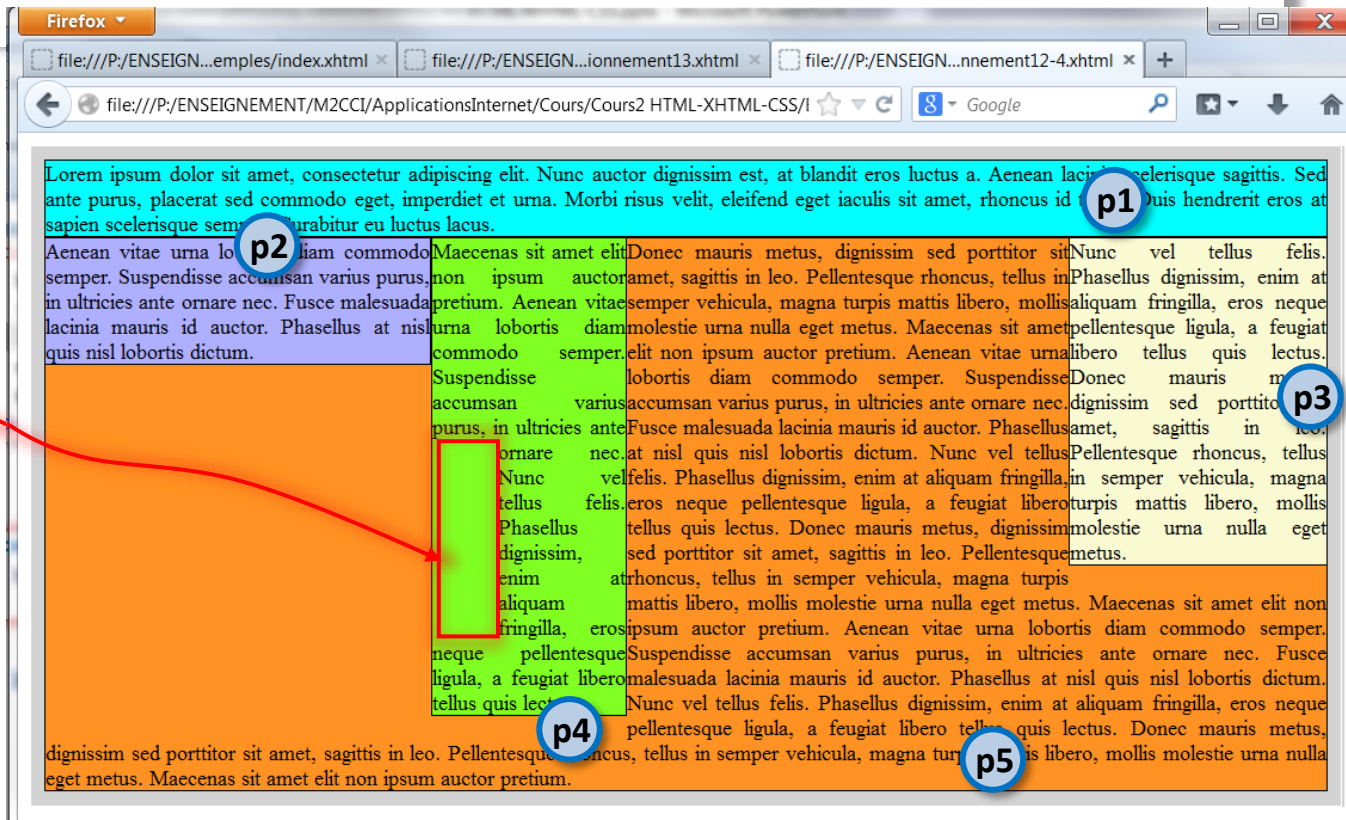 Firefox
file:///P:/ENSEIGN...emples/index.xhtml
file:///P:/ENSEIGN...ionnement13.xhtml
file:///P:/ENSEIGN...nnement12-4.xhtml
file:///P:/ENSEIGNEMENT/M2CCI/ApplicationsInternet/Cours/Cours2 HTML-XHTML-CSS/
8 Google
Lorem ipsum dolor sit amet, consectetur adipiscing elit. Nunc auctor dignissim est, at blandit eros luctus a. Aenean scelerisque sagittis. Sed
ante purus, placerat sed commodo eget, imperdiet et urna. Morbi risus velit, eleifend eget iaculis sit amet, rhoncus id Duis hendrerit eros at
sapien scelerisque Curabitur eu luctus lacus.
p1
Aenean vitae urna diam commodo
semper. Suspendisse accumsan varius purus,
in ultricies ante ornare nec. Fusce malesuada
lacinia mauris id auctor. Phasellus at nisl
quis nisl lobortis dictum.
p2
Maecenas sit amet elit
non ipsum auctor
pretium. Aenean vitae
urna lobortis diam
commodo semper.
Suspendisse
accumsan varius
purus, in ultricies ante
ornare nec.
Nunc vel
tellus felis.
Phasellus
dignissim,
enim at
aliquam
fringilla, eros
neque pellentesque
ligula, a feugiat libero
tellus quis
p4
Donec mauris metus, dignissim sed porttitor sit
amet, sagittis in leo. Pellentesque rhoncus, tellus in
semper vehicula, magna turpis mattis libero, mollis
molestie urna nulla eget metus. Maecenas sit amet
elit non ipsum auctor pretium. Aenean vitae urna
lobortis diam commodo semper. Suspendisse
accumsan varius purus, in ultricies ante ornare nec.
Fusce malesuada lacinia mauris id auctor. Phasellus
at nisl quis nisl lobortis dictum. Nunc vel tellus
felis. Phasellus dignissim, enim at aliquam fringilla,
eros neque pellentesque ligula, a feugiat libero
tellus quis lectus. Donec mauris metus, dignissim
sed porttitor sit amet, sagittis in leo. Pellentesque
rhoncus, tellus in semper vehicula, magna turpis
mattis libero, mollis molestie urna nulla eget metus. Maecenas sit amet elit non
ipsum auctor pretium. Aenean vitae urna lobortis diam commodo semper.
Suspendisse accumsan varius purus, in ultricies ante ornare nec. Fusce
malesuada lacinia mauris id auctor. Phasellus at nisl quis nisl lobortis dictum.
Nunc vel tellus felis. Phasellus dignissim, enim at aliquam fringilla, eros neque
pellentesque ligula, a feugiat libero tellus quis lectus. Donec mauris metus,
dignissim sed porttitor sit amet, sagittis in leo. Pellentesque rhoncus, tellus in semper vehicula, magna libero, mollis molestie urna nulla
eget metus. Maecenas sit amet elit non ipsum auctor pretium.
p5
Nunc vel tellus felis.
Phasellus dignissim, enim at
aliquam fringilla, eros neque
pellentesque ligula, a feugiat
libero tellus quis lectus.
Donec mauris
dignissim sed
amet, sagittis in leo.
Pellentesque rhoncus, tellus
in semper vehicula, magna
turpis mattis libero, mollis
molestie urna nulla eget
metus.
p3